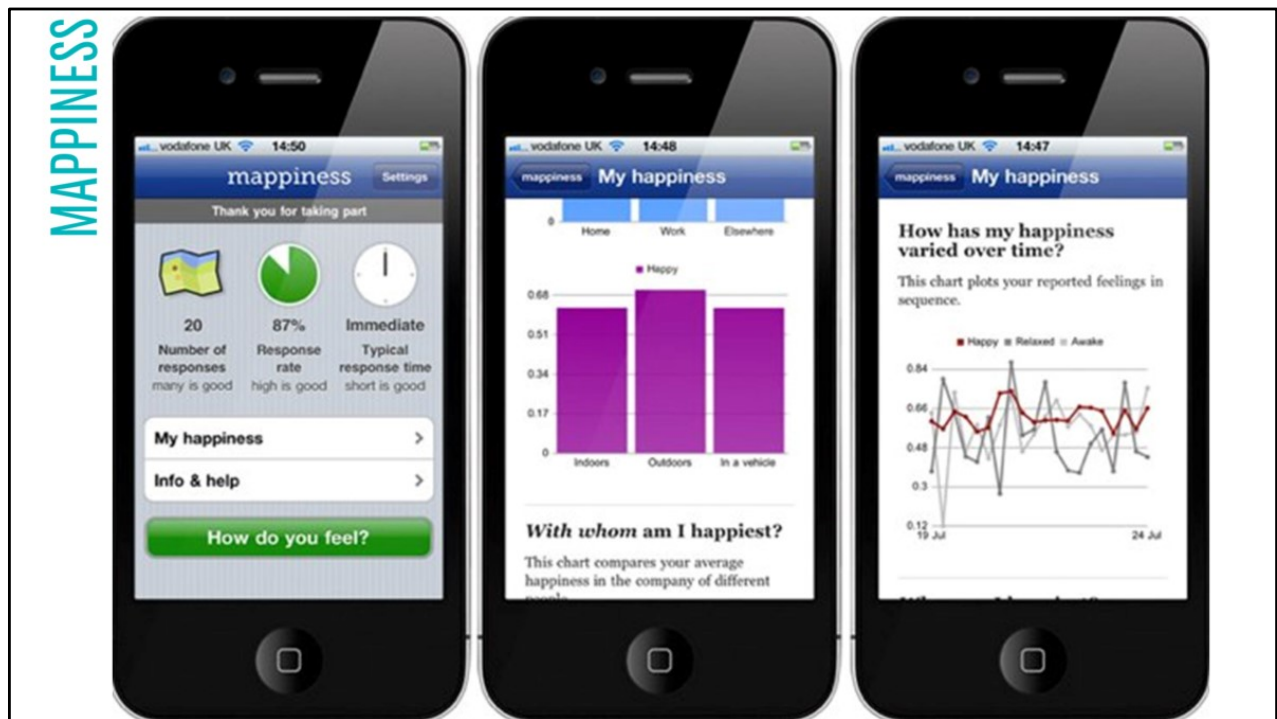 MAPPINESS
vodafone UK 14:50
mappiness Settings
Thank you for taking part
20 87% Immediate
Number of Response Typical
responses rate response time
many is good high is good short is good
My happiness
Info & help
How do you feel?
vodafone UK 14:48
mappiness My happiness
0
Home Work Elsewhere
Happy
0.68
0.51
0.34
0.17
0
Indoors Outdoors In a vehicle
With whom am I happiest?
This chart compares your average
happiness in the company of different
vodafone UK 14:47
mappiness My happiness
How has my happiness
varied over time?
This chart plots your reported feelings in
sequence.
Happy Relaxed Awake
0.84
0.66
0.48
0.3
0.12
19 Jul 24 Jul